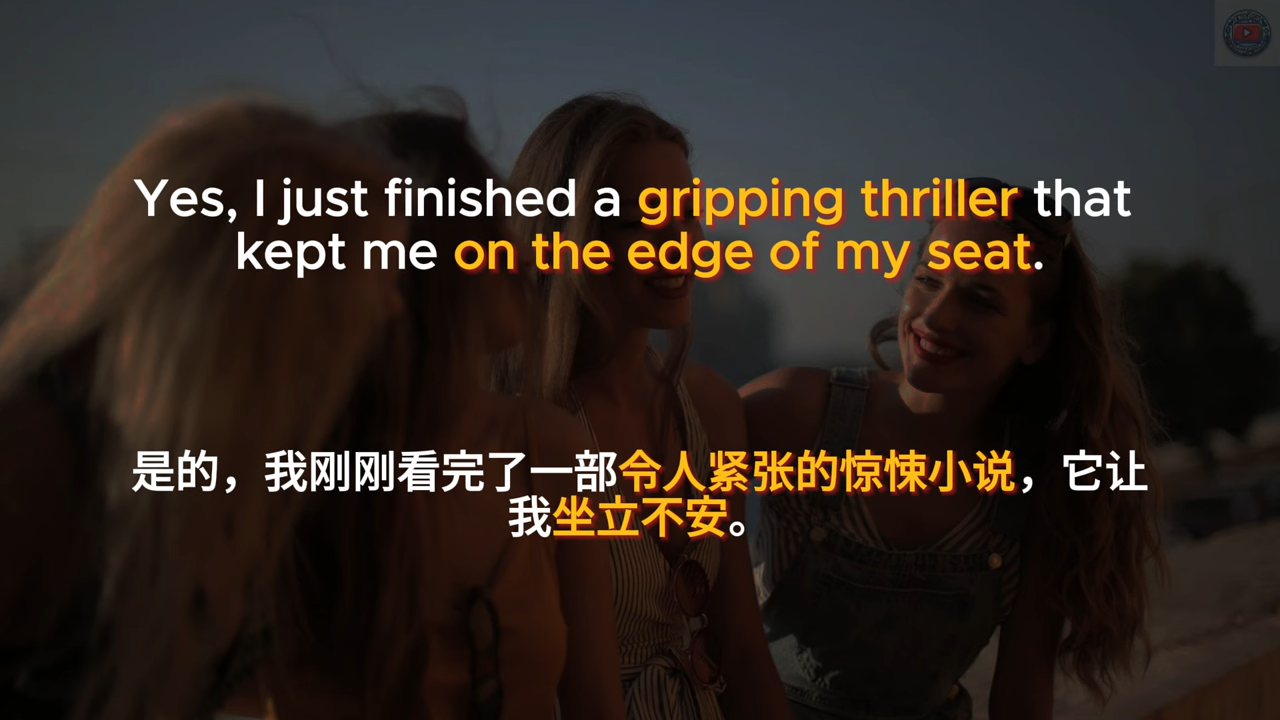 Yes, I just finished a gripping thriller that
kept me on the edge of my seat.
是的，我刚刚看完了一部令人紧张的惊悚小说，它让
我坐立不安。